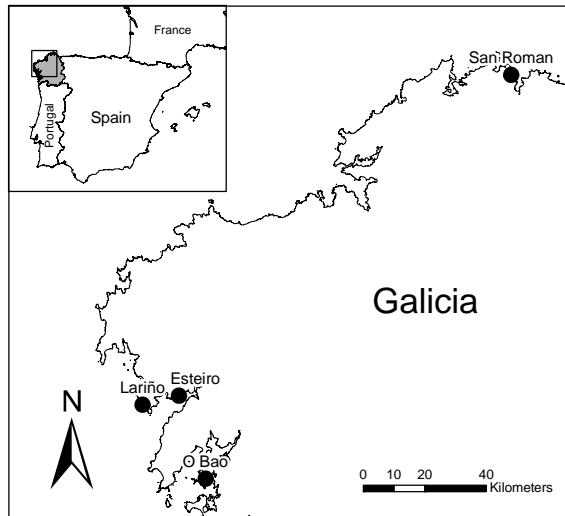 France
Spain
Portugal
San Roman
Galicia
Lariño
Esteiro
O Bao
N
0 10 20 40
Kilometers